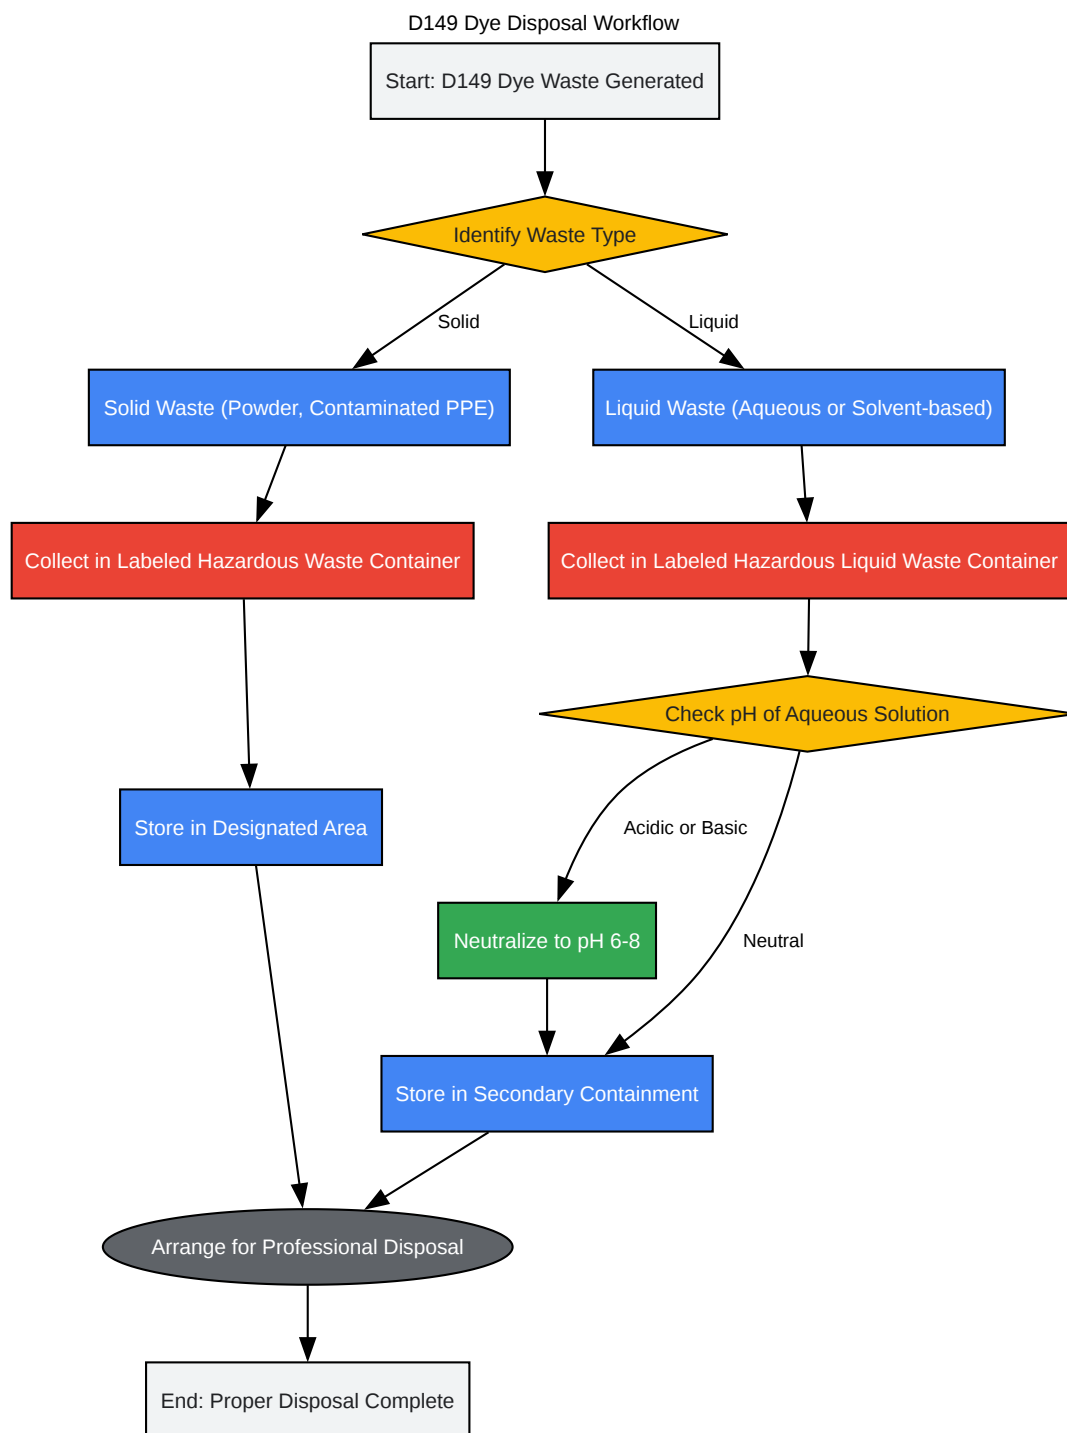 D149 Dye Disposal Workflow
Start: D149 Dye Waste Generated
Identify Waste Type
Solid
Liquid
Solid Waste (Powder, Contaminated PPE)
Liquid Waste (Aqueous or Solvent-based)
Collect in Labeled Hazardous Waste Container
Collect in Labeled Hazardous Liquid Waste Container
Check pH of Aqueous Solution
Store in Designated Area
Acidic or Basic
Neutralize to pH 6-8
Neutral
Store in Secondary Containment
Arrange for Professional Disposal
End: Proper Disposal Complete